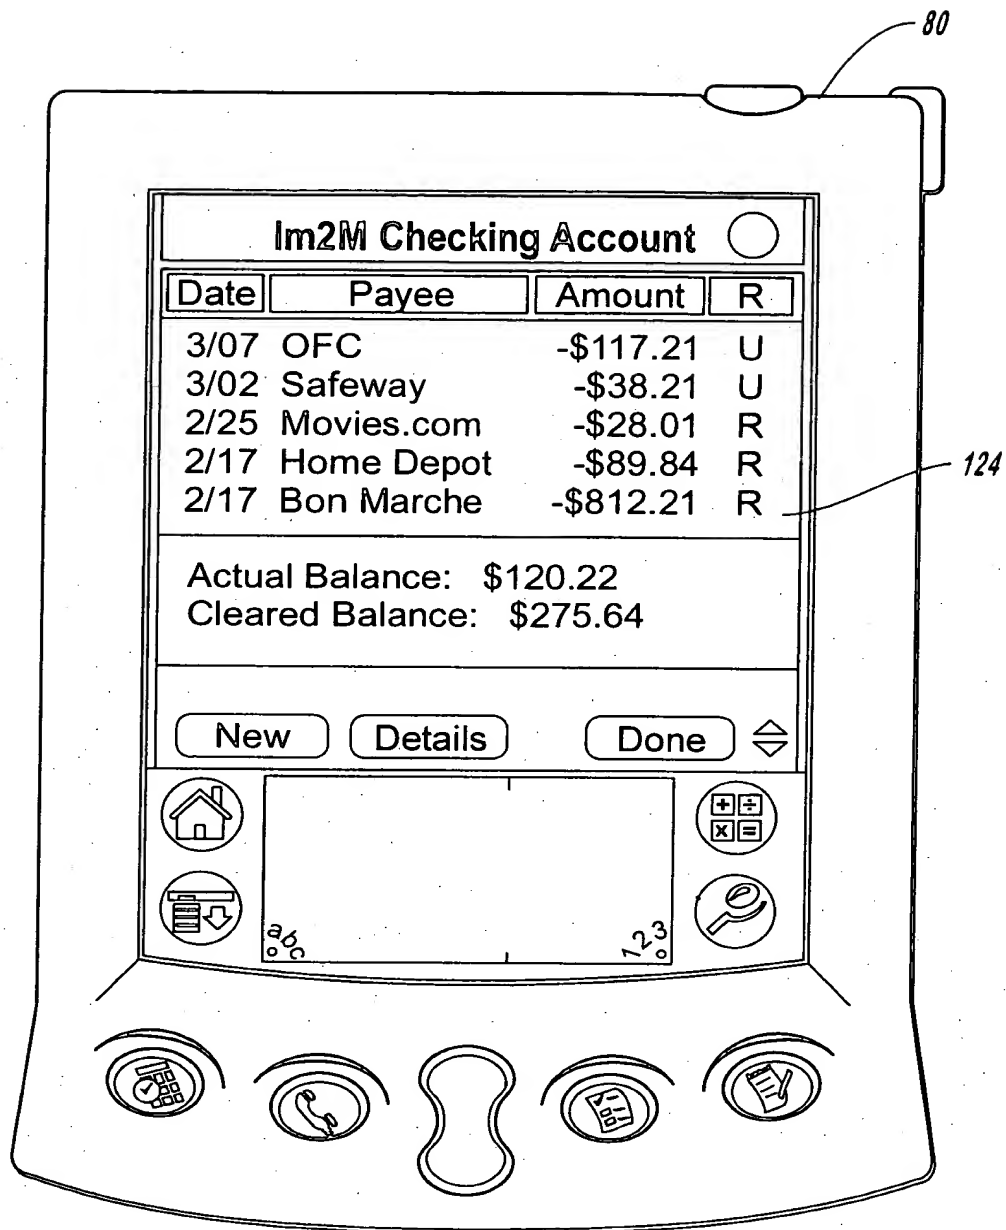 80
Im2M Checking Account
Date Payee Amount R
3/07 OFC -$117.21 U
3/02 Safeway -$38.21 U
2/25 Movies.com -$28.01 R
2/17 Home Depot -$89.84 R
2/17 Bon Marche -$812.21 R
124
Actual Balance: $120.22
Cleared Balance: $275.64
New Details Done
+ ÷
x =
abc 123